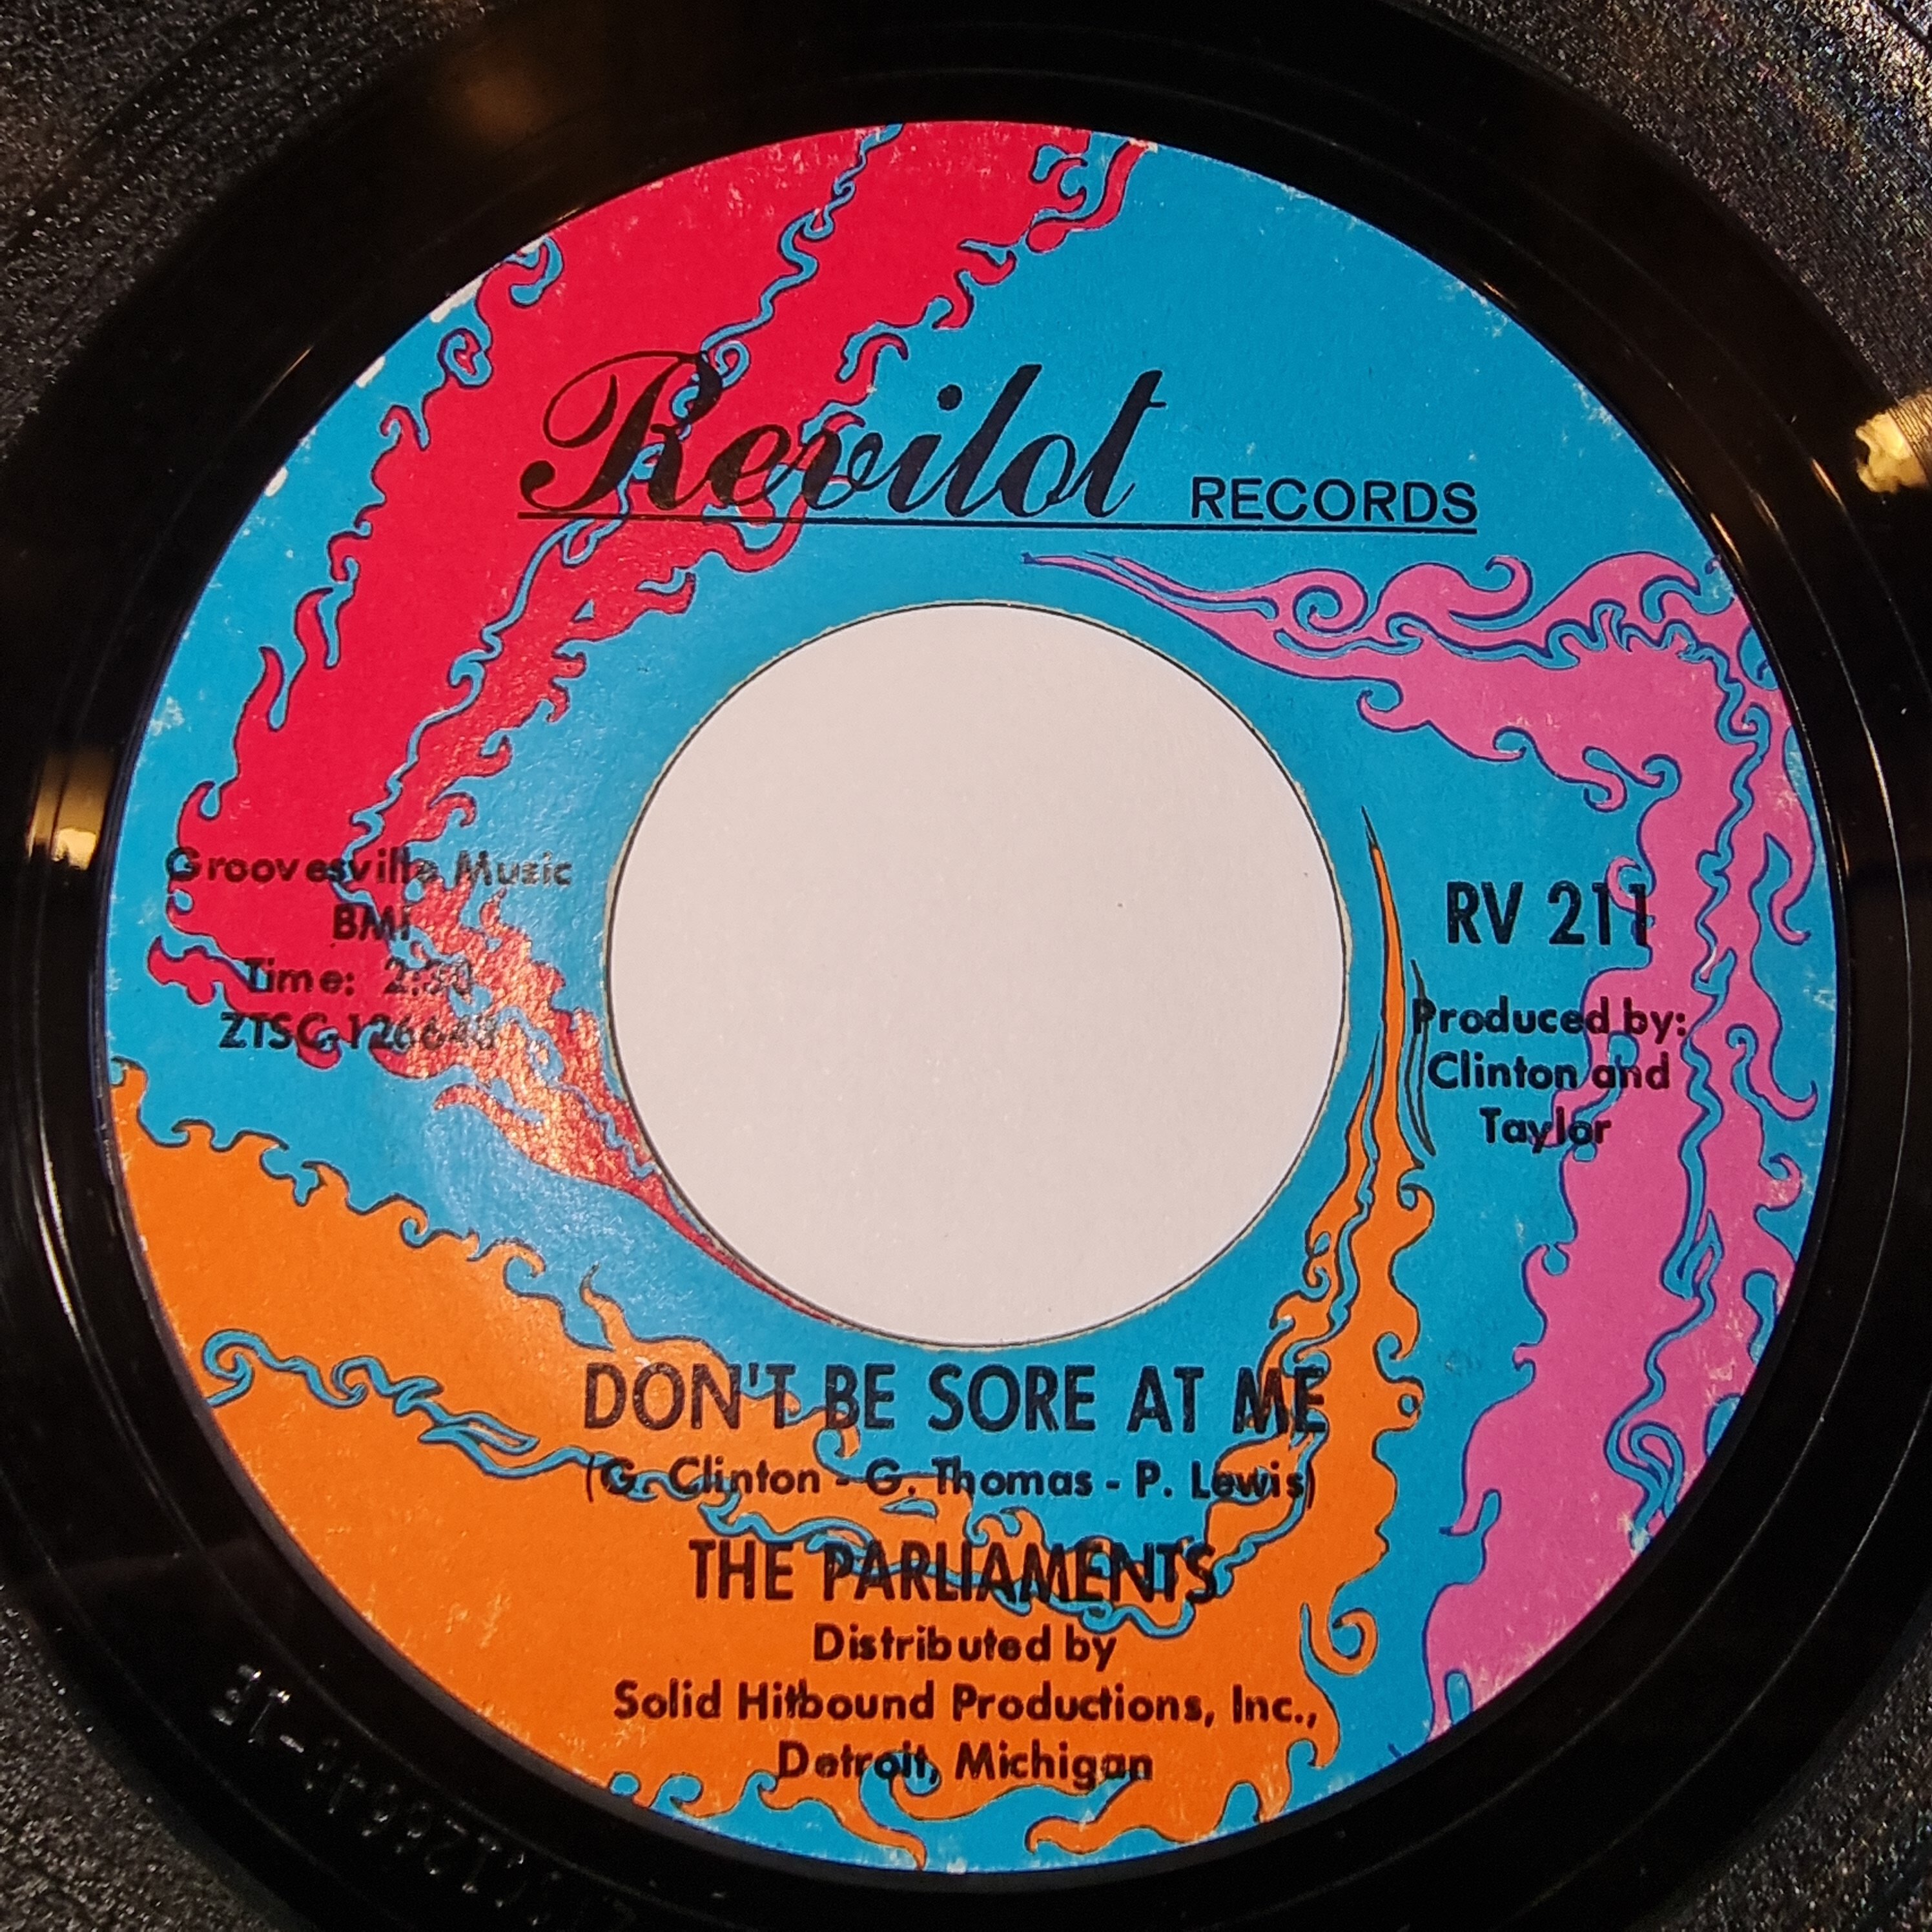 Revilot RECORDS
Groovesville Music
BMI
Time: 2:30
RV 211
Produced by:
Clinton and
Taylor
DON'T BE SORE AT ME
(G. Clinton - G. Thomas - P. Lewis)
THE PARLIAMENTS
Distributed by
Solid Hitbound Productions, Inc.,
Detroit, Michigan